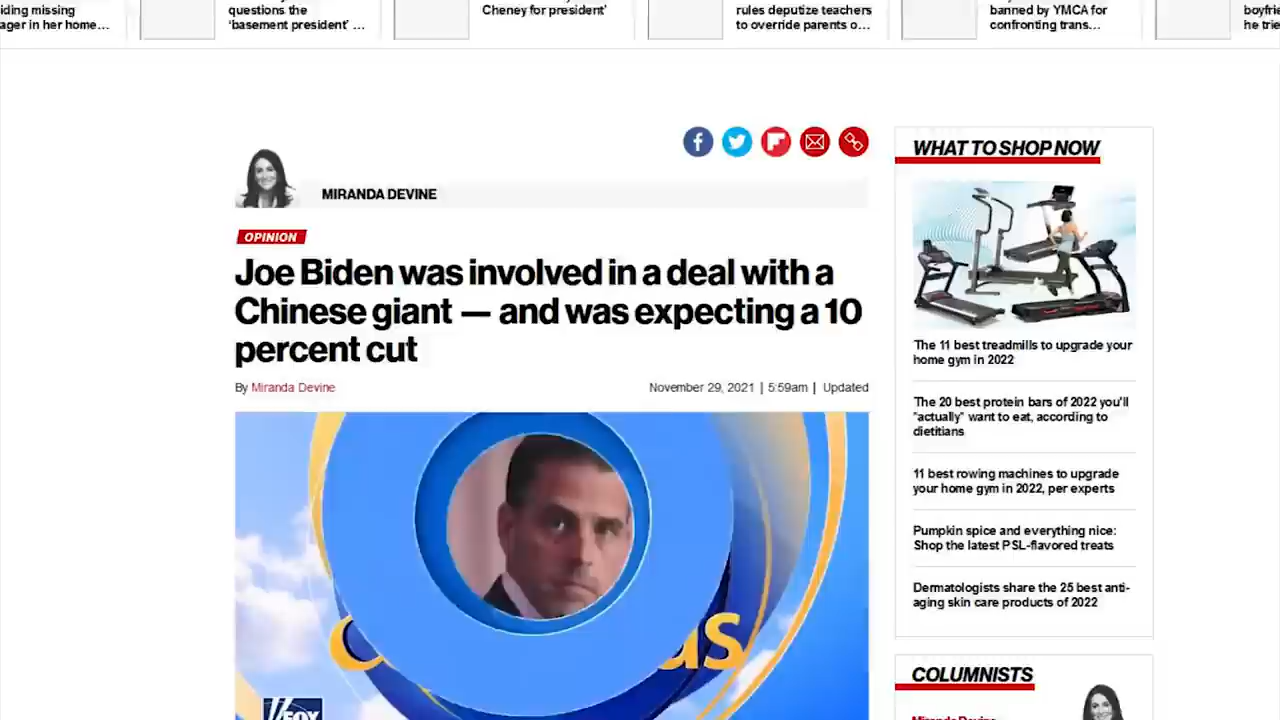 iding missing
ager in her home...
questions the
'basement president' ...
Cheney for president'
rules deputize teachers
to override parents o...
banned by YMCA for
confronting trans...
boyfrie
he trie
MIRANDA DEVINE
OPINION
Joe Biden was involved in a deal with a
Chinese giant — and was expecting a 10
percent cut
By Miranda Devine
November 29, 2021 | 5:59am | Updated
FOX
WHAT TO SHOP NOW
The 11 best treadmills to upgrade your
home gym in 2022
The 20 best protein bars of 2022 you'll
"actually" want to eat, according to
dietitians
11 best rowing machines to upgrade
your home gym in 2022, per experts
Pumpkin spice and everything nice:
Shop the latest PSL-flavored treats
Dermatologists share the 25 best anti-
aging skin care products of 2022
COLUMNISTS
Miranda Devine